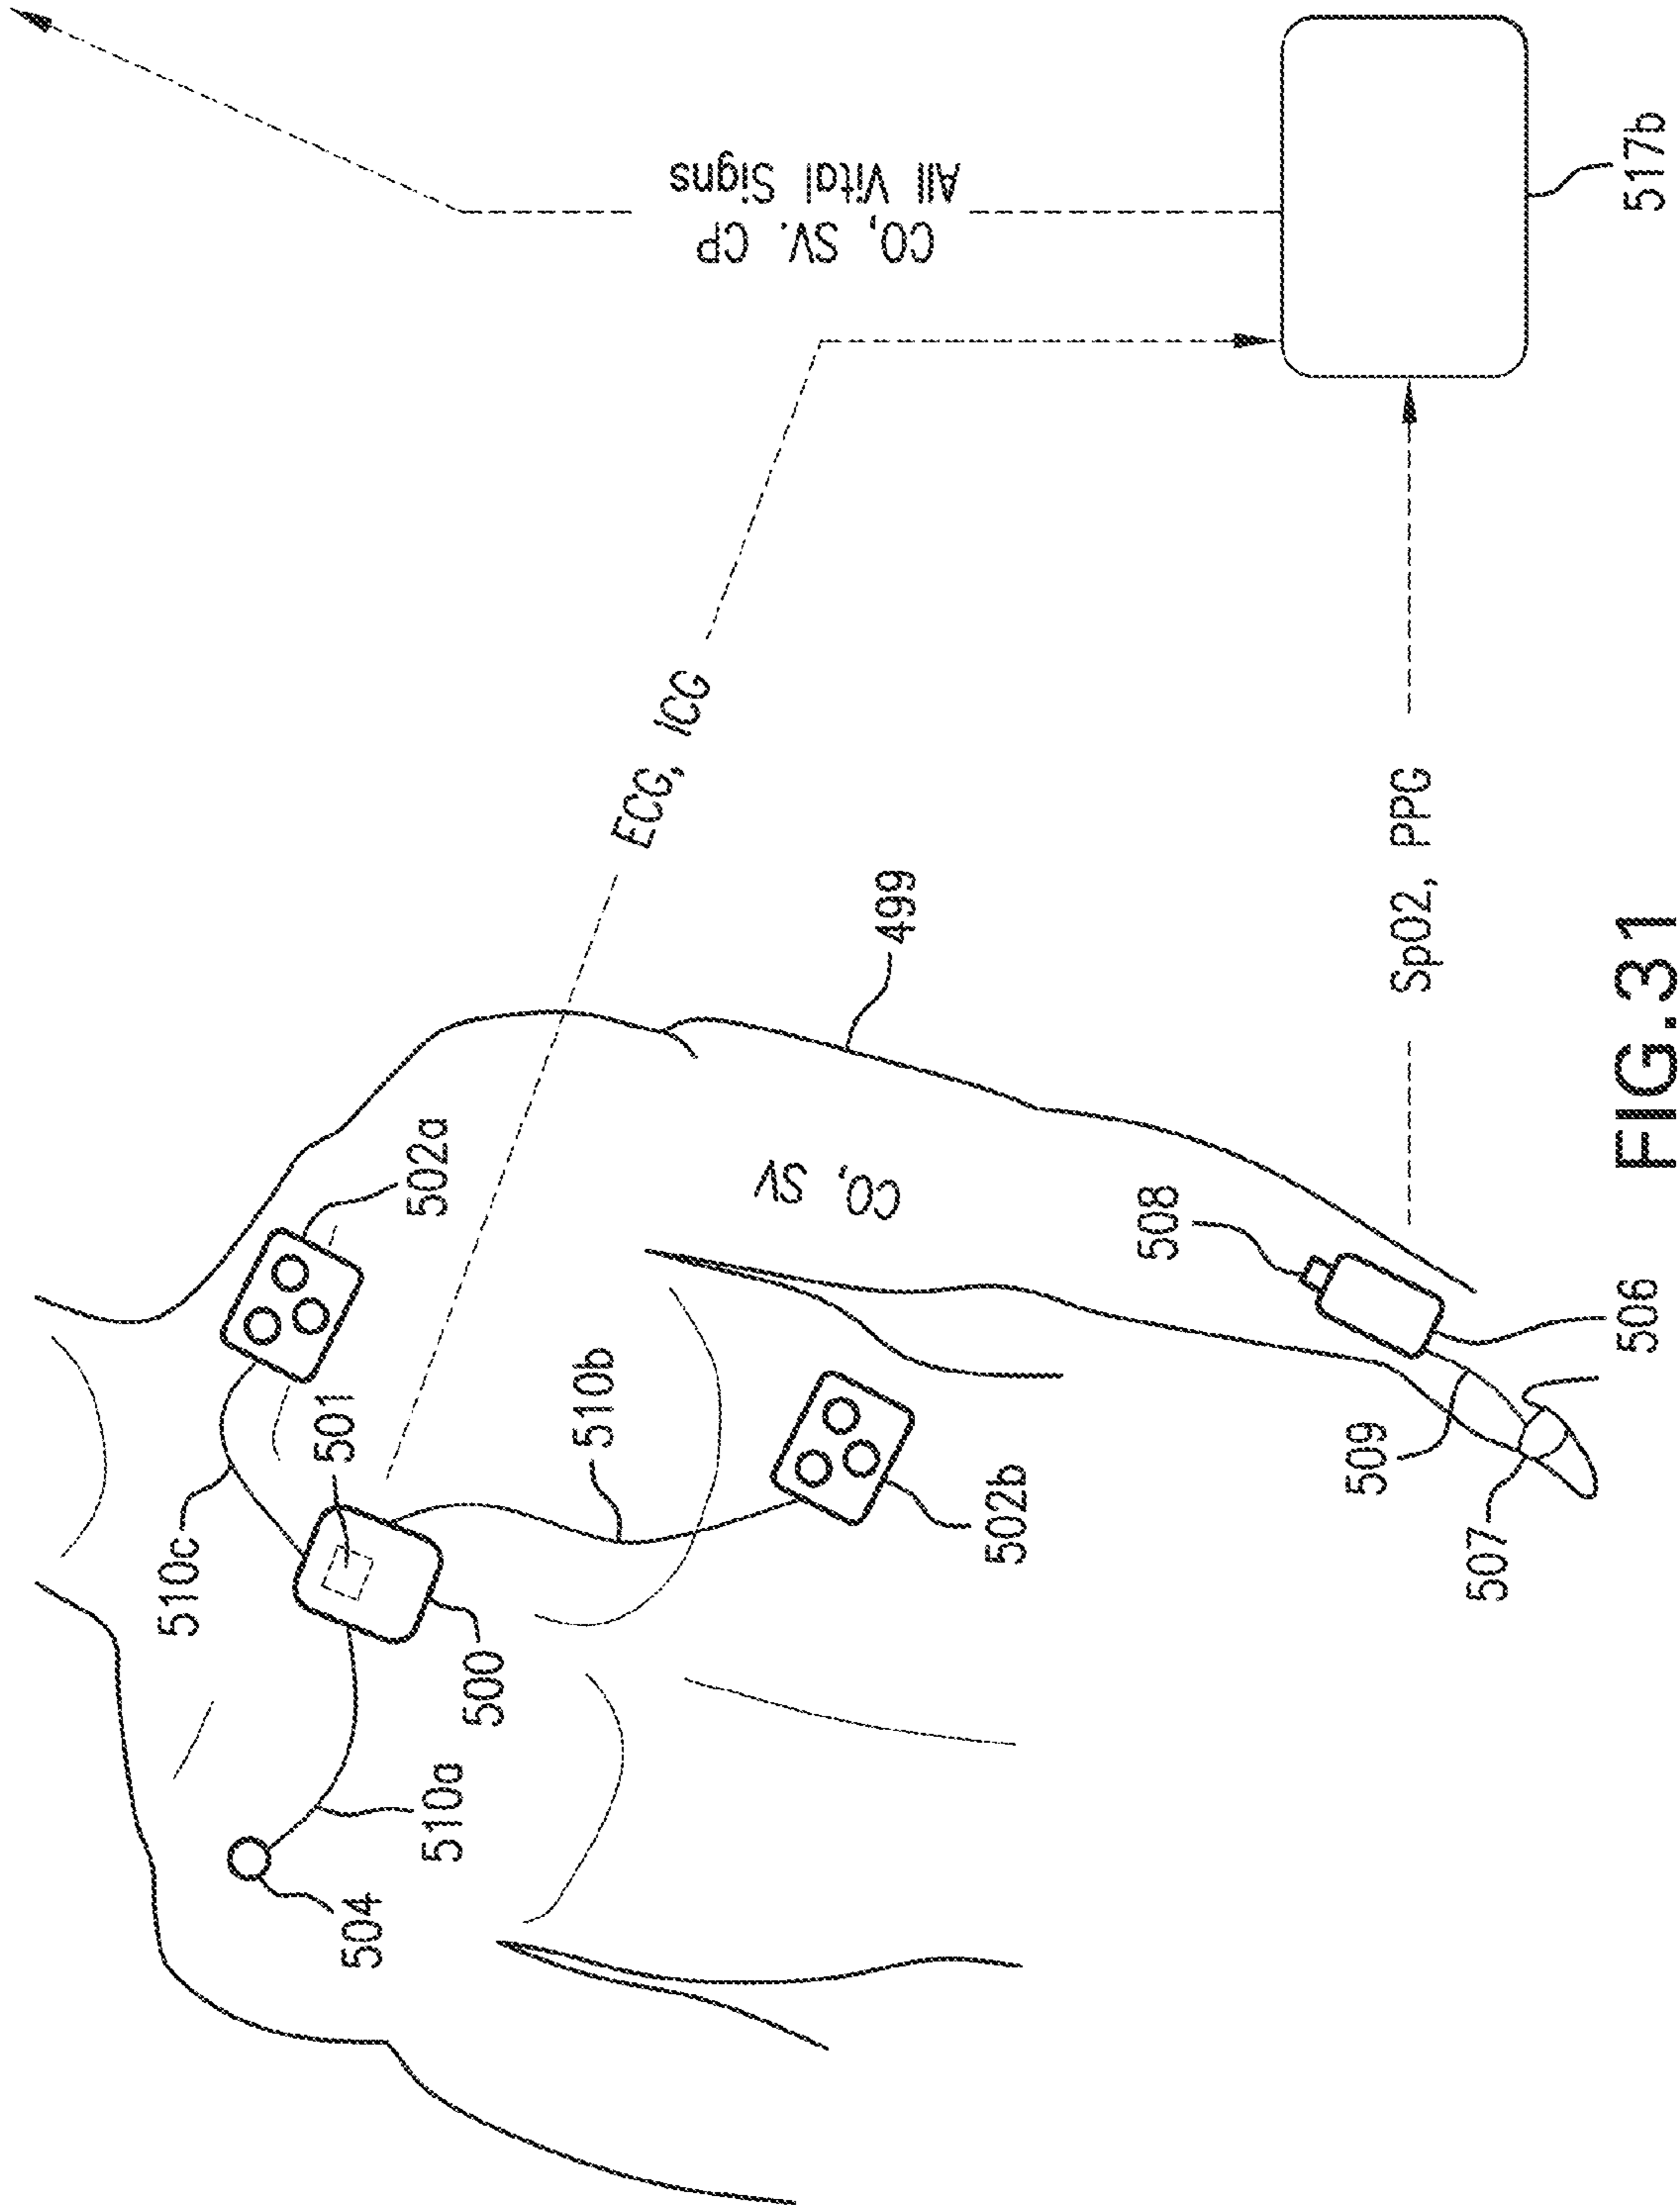 CO, SV. CP
All Vital Signs
ECG, ICG
SpO2, PPG
CO, SV
499
502a
510c
501
510b
500
510a
504
502b
508
506
509
507
517b
FIG.31